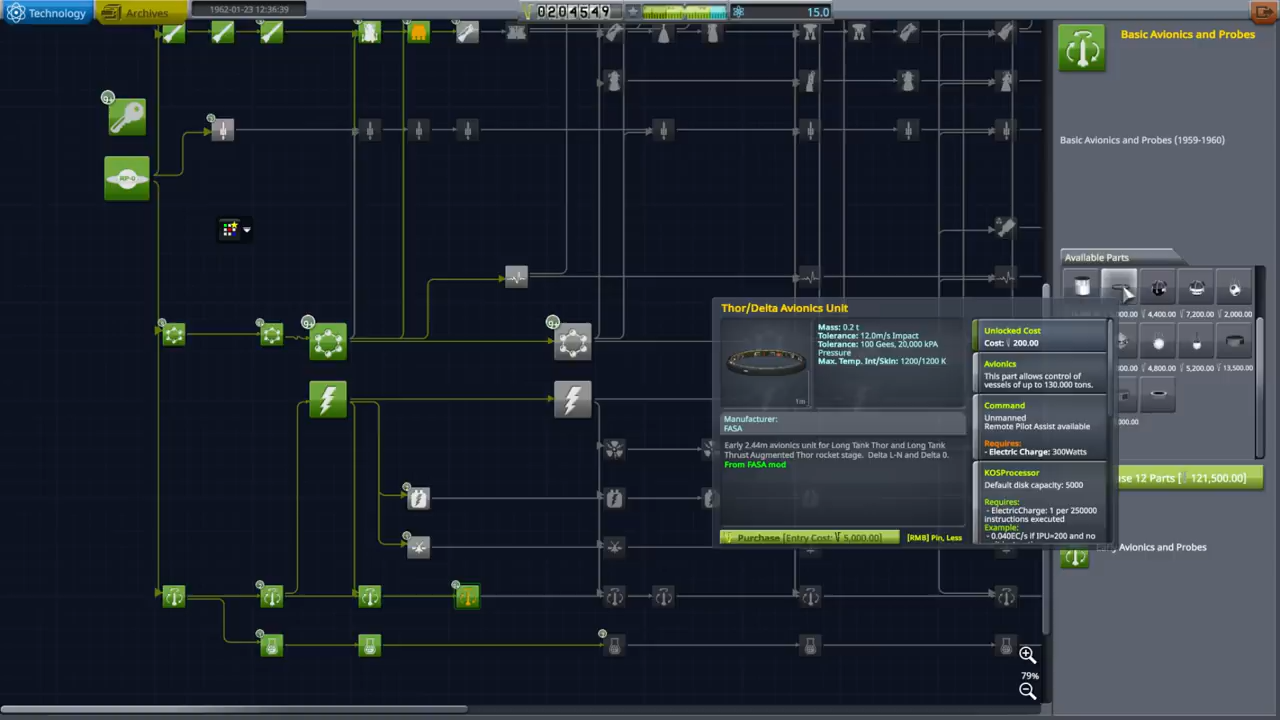 Technology
Archives
1962-01-23 12:36:39
0204549
15.0
Basic Avionics and Probes
Basic Avionics and Probes (1959-1960)
RP-0
Available Parts
4,400.00
7,200.00
2,000.00
4,800.00
5,200.00
13,500.00
Thor/Delta Avionics Unit
Mass: 0.2 t
Tolerance: 12.0m/s Impact
Tolerance: 100 Gees, 20,000 kPa
Pressure
Max. Temp. Int/Skin: 1200/1200 K
1m
Manufacturer:
FASA
Early 2.44m avionics unit for Long Tank Thor and Long Tank
Thrust Augmented Thor rocket stage. Delta L-N and Delta 0.
From FASA mod
Purchase [Entry Cost: 5,000.00]
[RMB] Pin, Less
Unlocked Cost
Cost: 200.00
Avionics
This part allows control of
vessels of up to 130.000 tons.
Command
Unmanned
Remote Pilot Assist available
Requires:
- Electric Charge: 300Watts
KOSProcessor
Default disk capacity: 5000
Requires:
- ElectricCharge: 1 per 250000
instructions executed
Example:
- 0.040EC/s if IPU=200 and no
se 12 Parts [ 121,500.00]
Avionics and Probes
79%